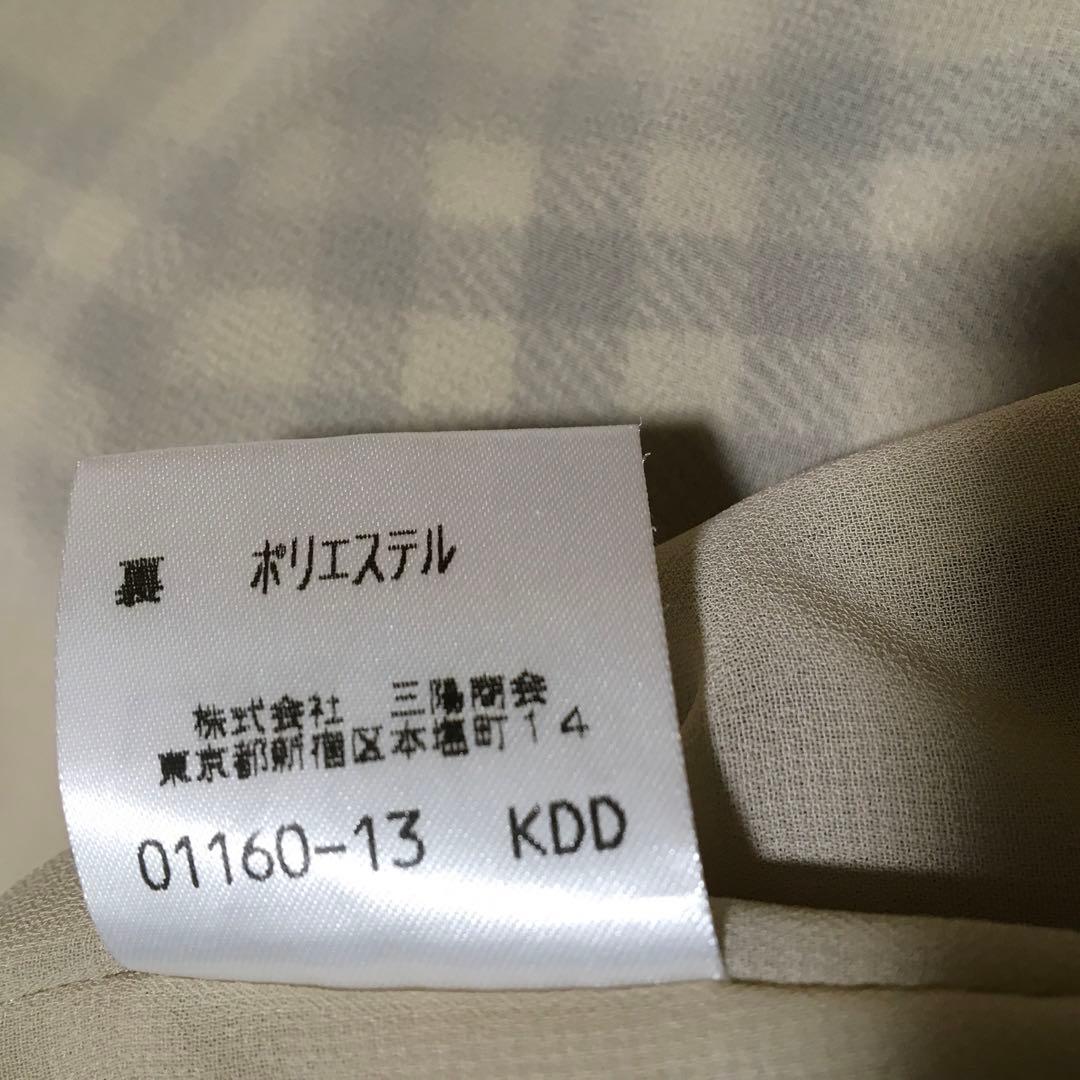 裏 ポリエステル
株式会社 三陽商会
東京都新宿区本塩町14
01160-13 KDD